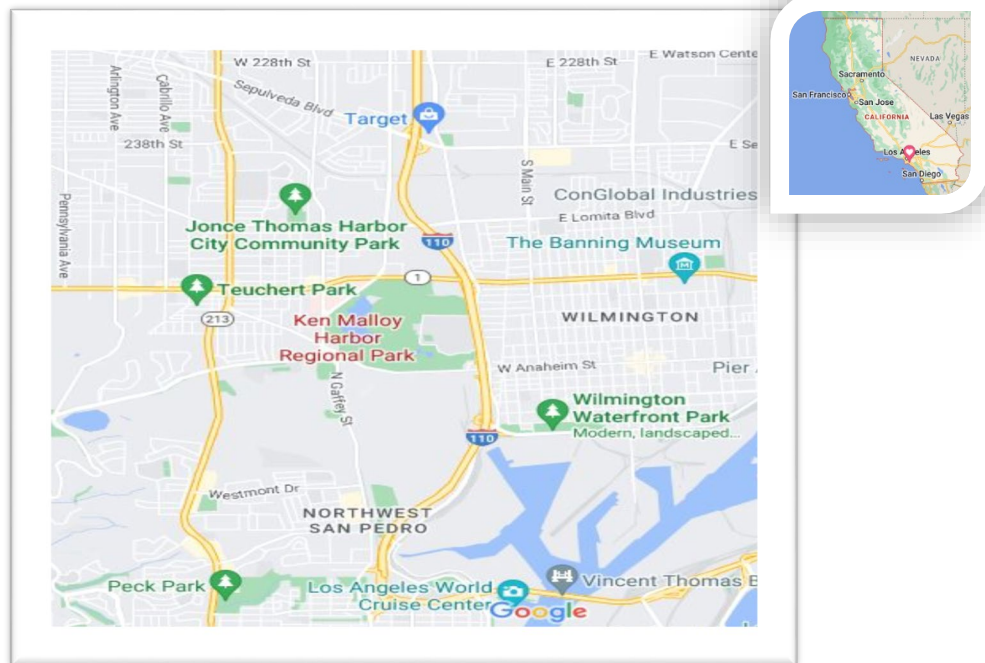 W 228th St
E 228th St
E Watson Cente
Arlington Ave
Cabrillo Ave
Sepulveda Blvd
Target
238th St
E Se
S Main St
Pennsylvania Ave
ConGlobal Industries
E Lomita Blvd
Jonce Thomas Harbor
City Community Park
110
The Banning Museum
1
Teuchert Park
213
Ken Malloy
Harbor
Regional Park
WILMINGTON
N Gaffey St
W Anaheim St
Pier
Wilmington
Waterfront Park
Modern, landscaped...
110
Westmont Dr
NORTHWEST
SAN PEDRO
Peck Park
Los Angeles World
Cruise Center
Vincent Thomas B
Google
NEVADA
Sacramento
San Francisco
San Jose
CALIFORNIA
Las Vegas
Los Angeles
San Diego